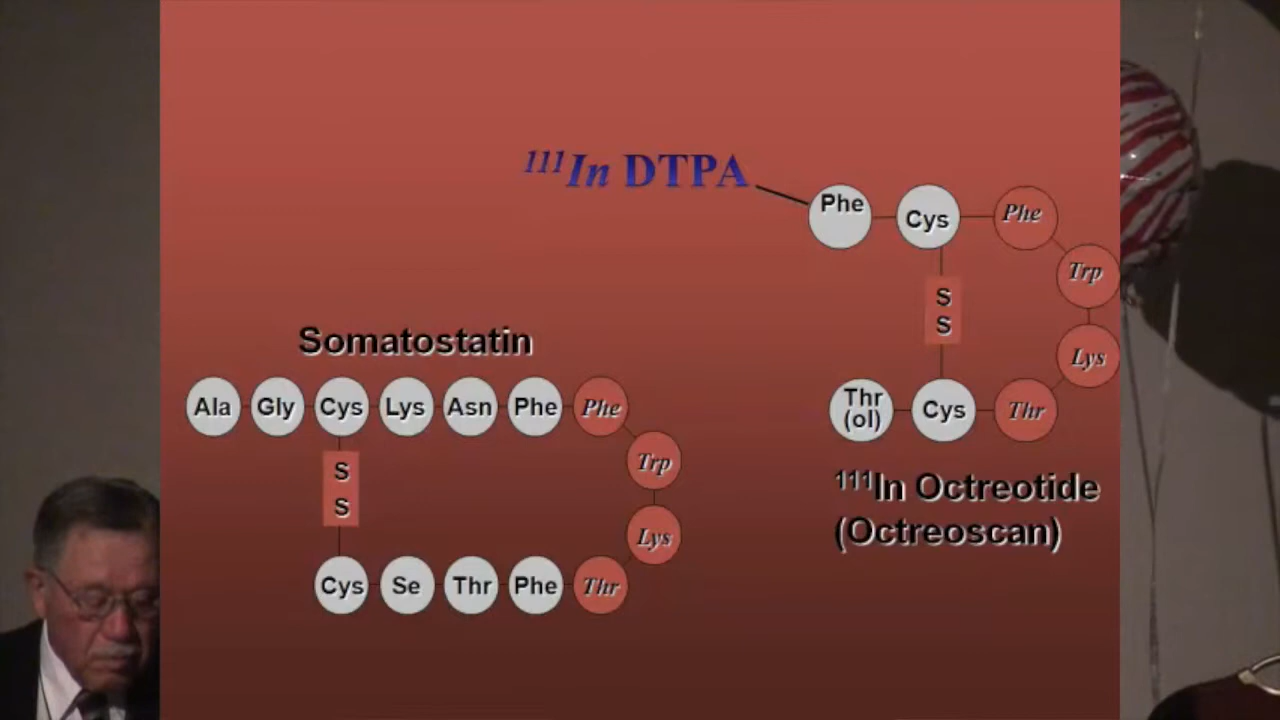 ¹¹¹In DTPA
Phe Cys Phe
Trp
S
S
Lys
Thr (ol) Cys Thr
¹¹¹In Octreotide
(Octreoscan)
Somatostatin
Ala Gly Cys Lys Asn Phe Phe
Trp
S
S
Lys
Cys Se Thr Phe Thr